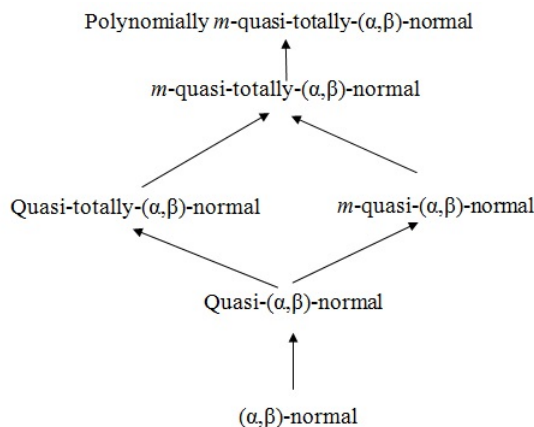 Polynomially m-quasi-totally-(α,β)-normal
m-quasi-totally-(α,β)-normal
Quasi-totally-(α,β)-normal
m-quasi-(α,β)-normal
Quasi-(α,β)-normal
(α,β)-normal